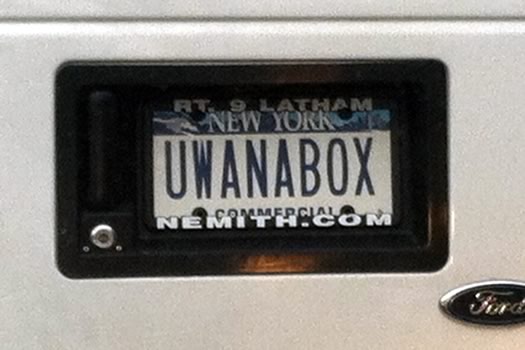 RT. 9 LATHAM
NEW YORK
UWANABOX
COMMERCIAL
NEMITH.COM
Ford